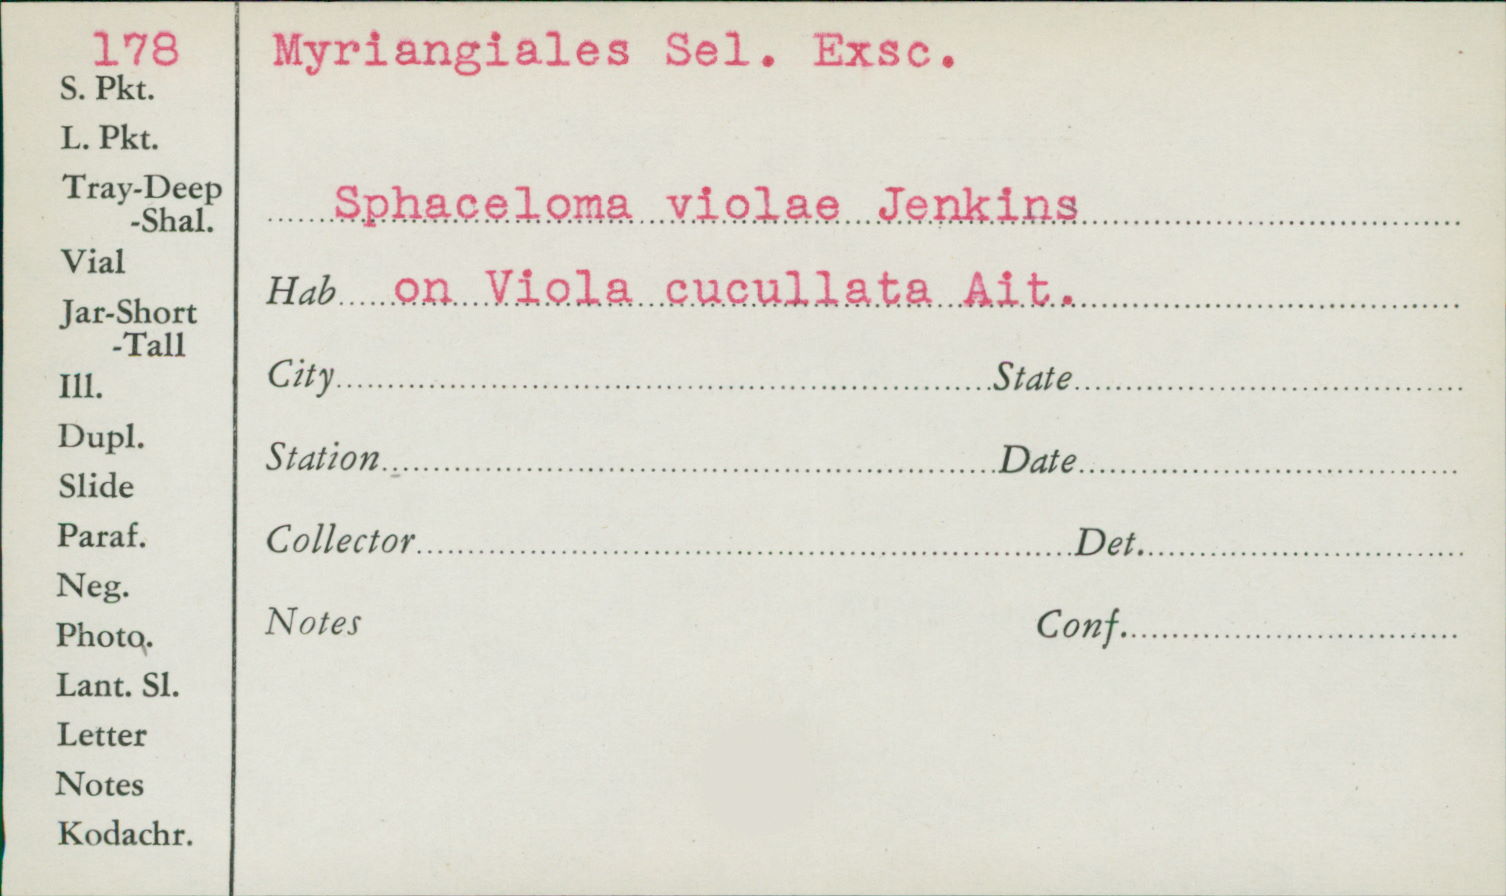 178
S. Pkt.
L. Pkt.
Tray-Deep
-Shal.
Vial
Jar-Short
-Tall
Ill.
Dupl.
Slide
Paraf.
Neg.
Photo.
Lant. Sl.
Letter
Notes
Kodachr.
Myriangiales Sel. Exsc.
Sphaceloma violae Jenkins
Hab on Viola cucullata Ait.
City State
Station Date
Collector Det.
Notes Conf.